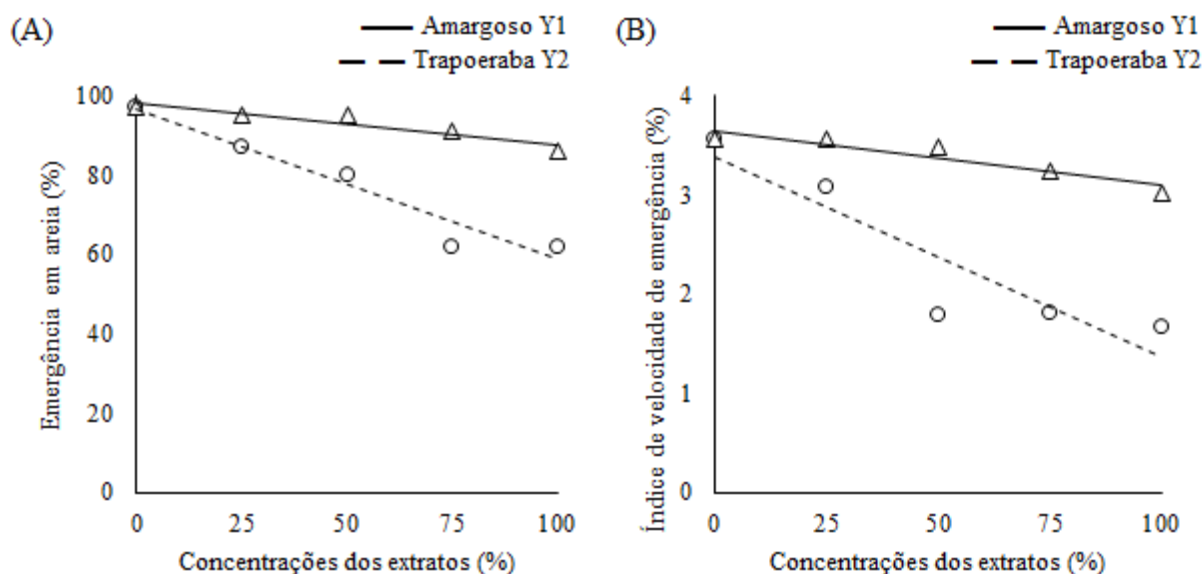 (A)
Amargoso Y1
Trapoeraba Y2
Emergência em areia (%)
100
80
60
40
20
0
0 25 50 75 100
Concentrações dos extratos (%)
(B)
Amargoso Y1
Trapoeraba Y2
Índice de velocidade de emergência (%)
4
3
2
1
0
0 25 50 75 100
Concentrações dos extratos (%)